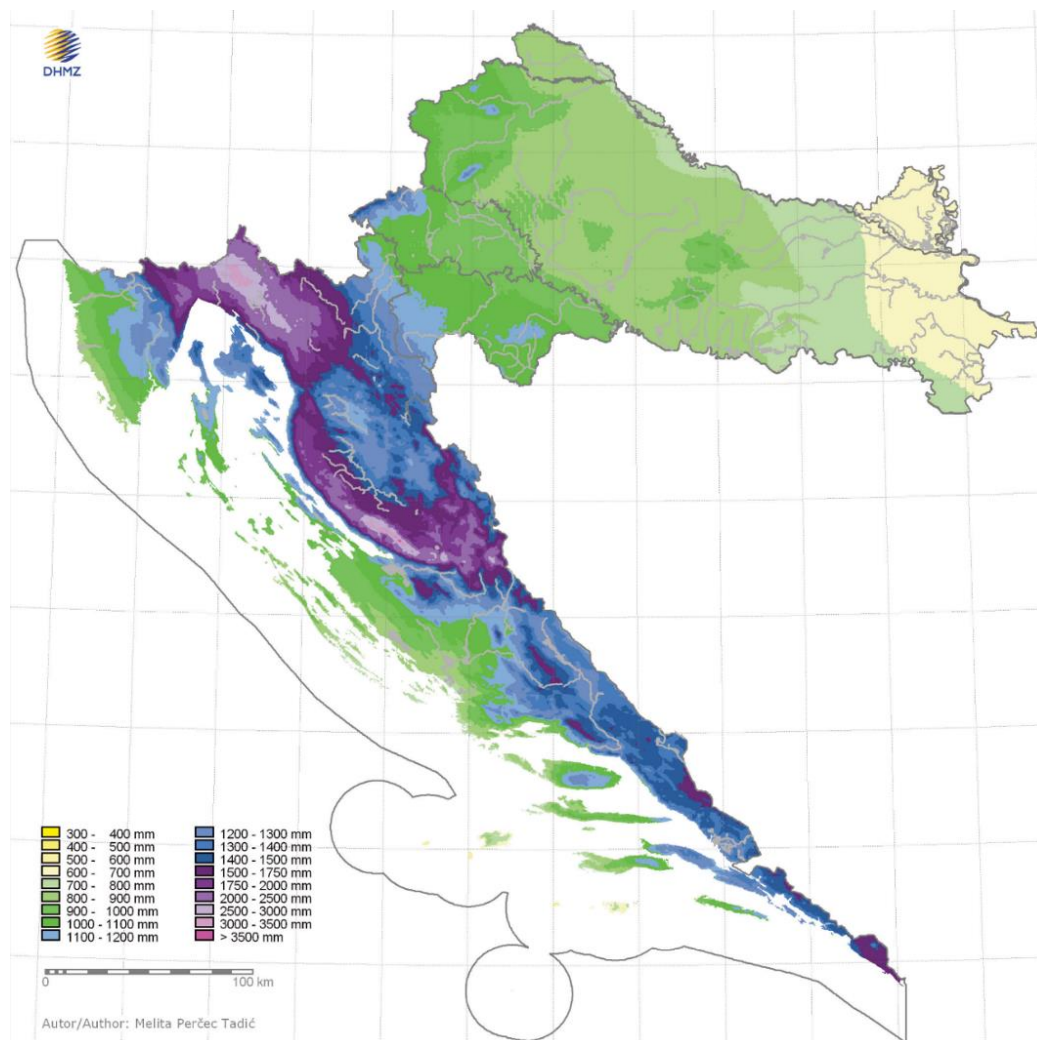 DHMZ
300 - 400 mm
400 - 500 mm
500 - 600 mm
600 - 700 mm
700 - 800 mm
800 - 900 mm
900 - 1000 mm
1000 - 1100 mm
1100 - 1200 mm
1200 - 1300 mm
1300 - 1400 mm
1400 - 1500 mm
1500 - 1750 mm
1750 - 2000 mm
2000 - 2500 mm
2500 - 3000 mm
3000 - 3500 mm
> 3500 mm
0 100 km
Autor/Author: Melita Perčec Tadić